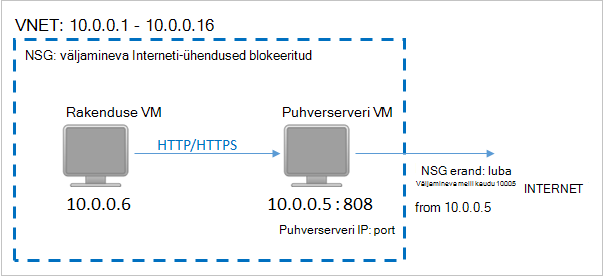 VNET: 10.0.0.1 - 10.0.0.16
NSG: väljamineva Interneti-ühendused blokeeritud
Rakenduse VM
Puhverserveri VM
HTTP/HTTPS
10.0.0.6
10.0.0.5 : 808
Puhverserveri IP: port
NSG erand: luba
Väljamineva meili kaudu 10005
from 10.0.0.5
INTERNET